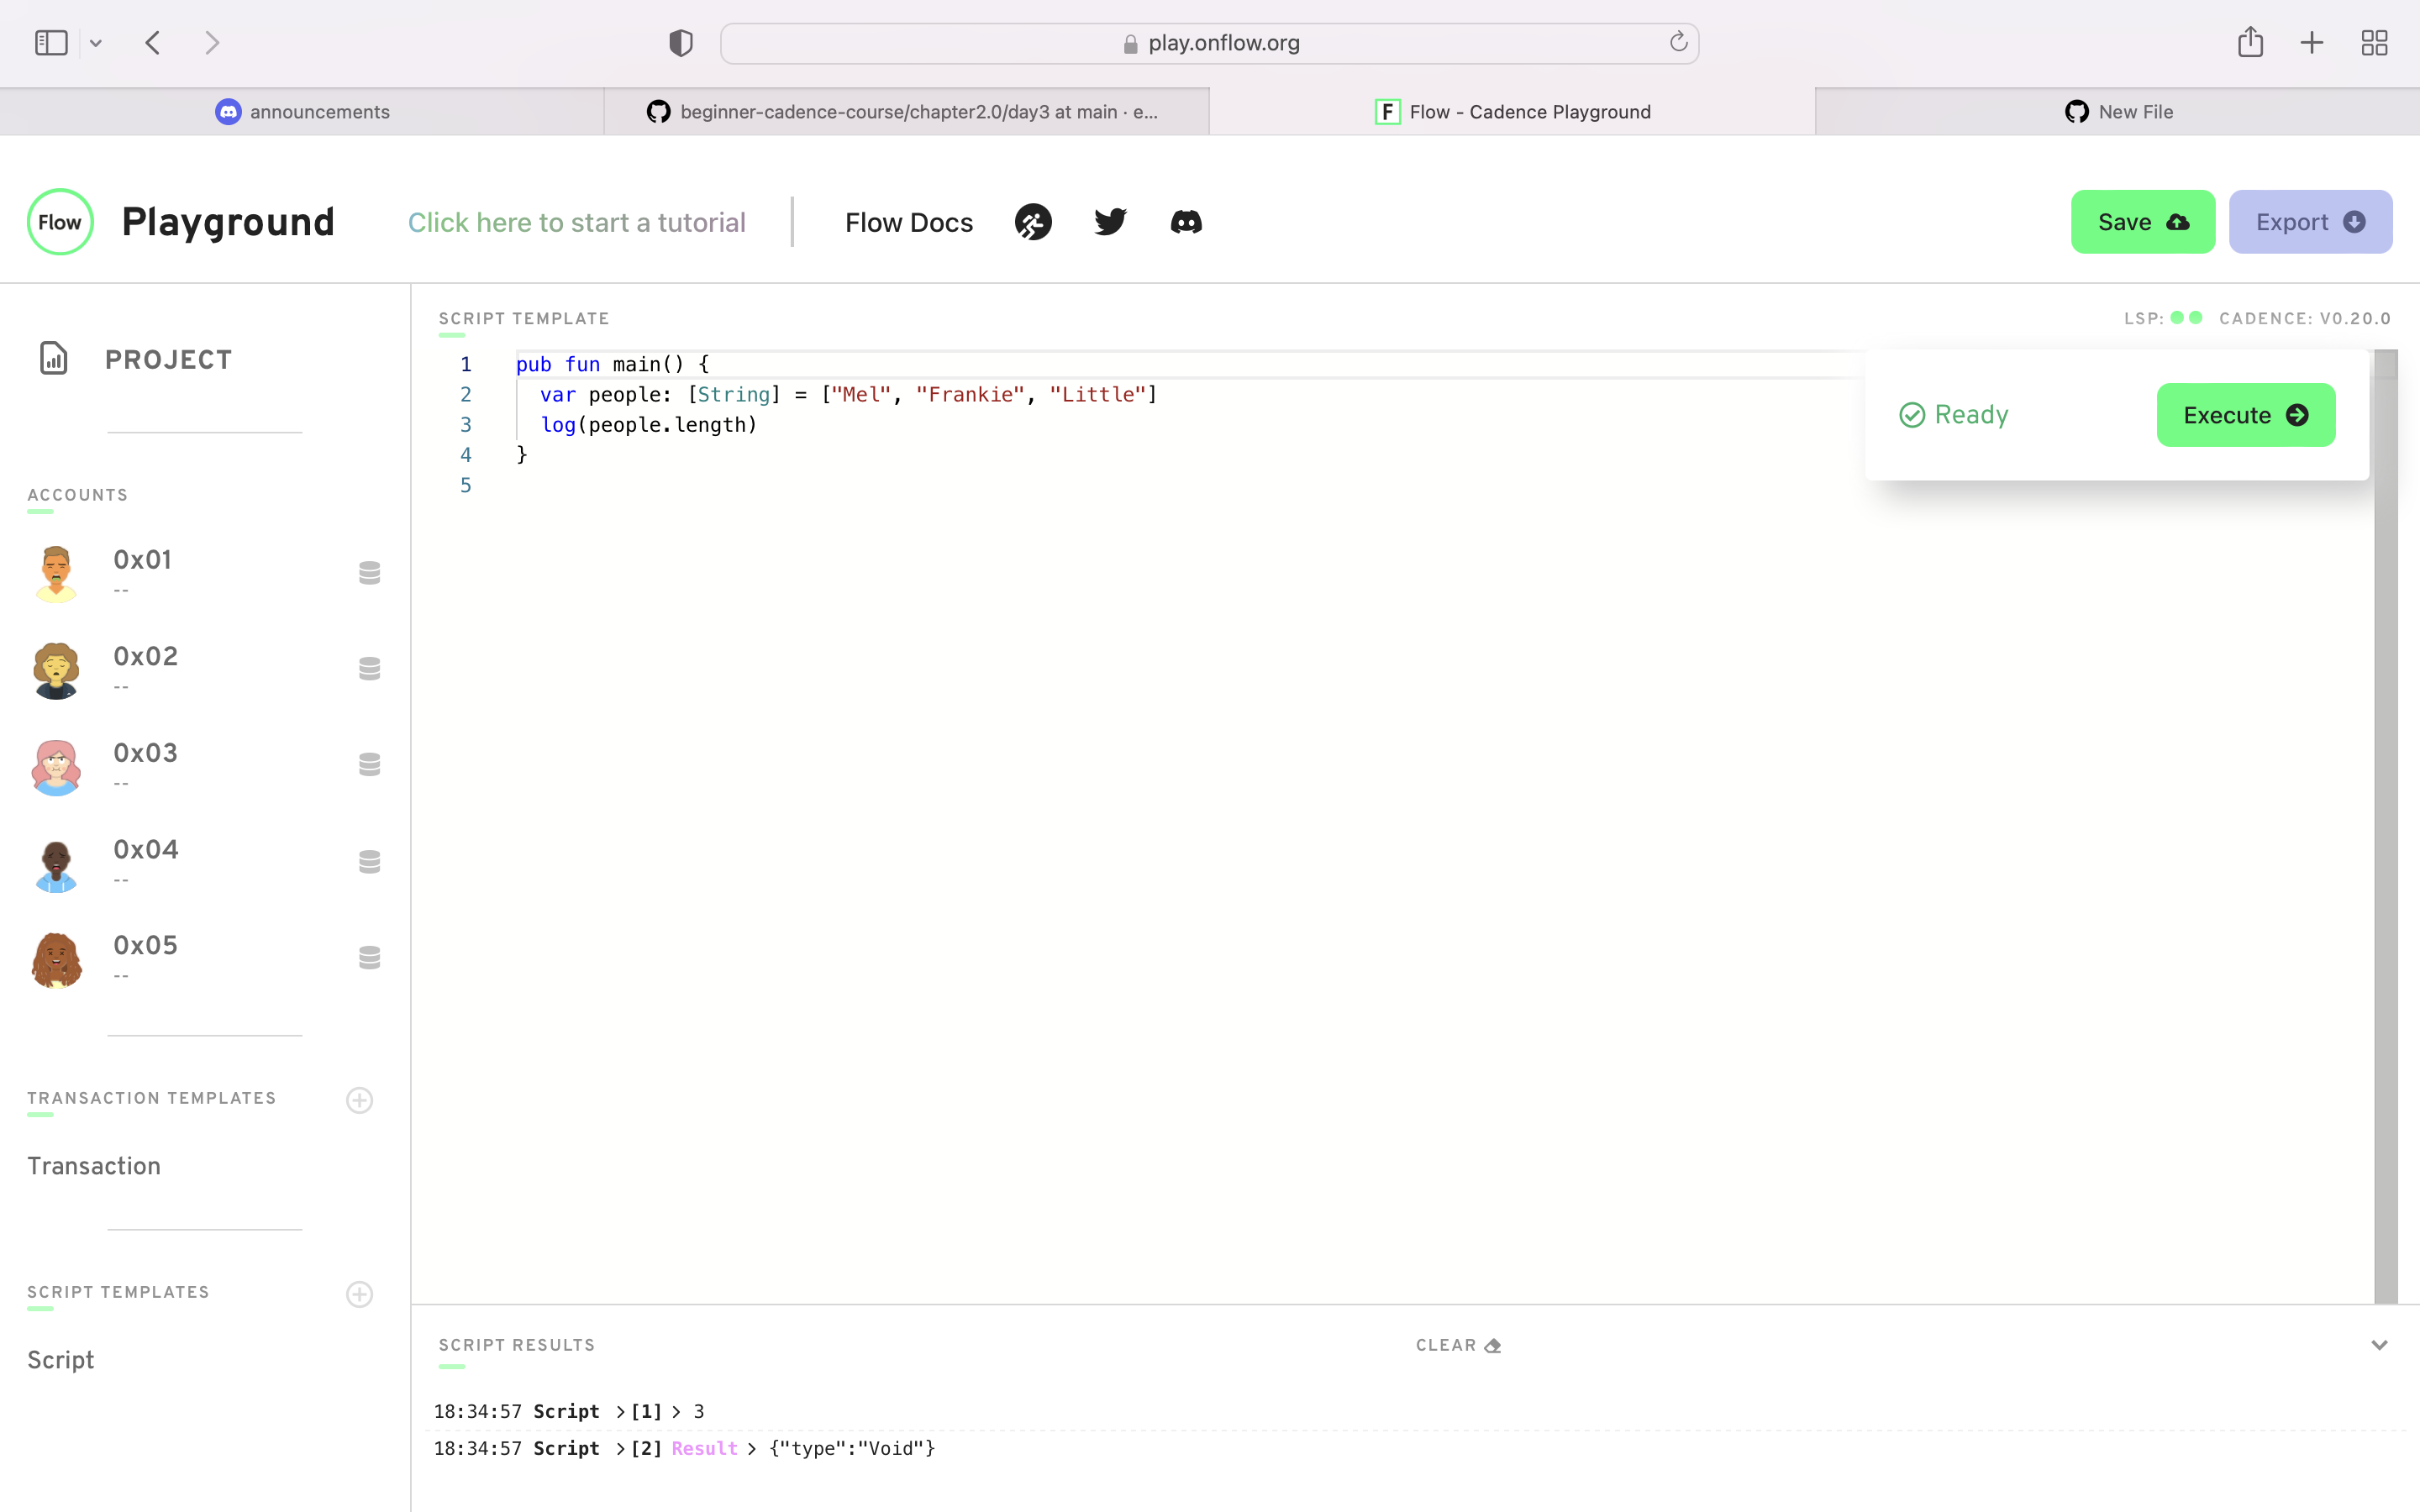 play.onflow.org
announcements
beginner-cadence-course/chapter2.0/day3 at main · e...
F Flow - Cadence Playground
New File
Flow Playground
Click here to start a tutorial
Flow Docs
Save
Export
PROJECT
ACCOUNTS
0x01
--
0x02
--
0x03
--
0x04
--
0x05
--
TRANSACTION TEMPLATES
Transaction
SCRIPT TEMPLATES
Script
SCRIPT TEMPLATE
LSP: CADENCE: V0.20.0
1 pub fun main() {
2 var people: [String] = ["Mel", "Frankie", "Little"]
3 log(people.length)
4 }
5
Ready
Execute
SCRIPT RESULTS
CLEAR
18:34:57 Script >[1] > 3
18:34:57 Script >[2] Result > {"type":"Void"}